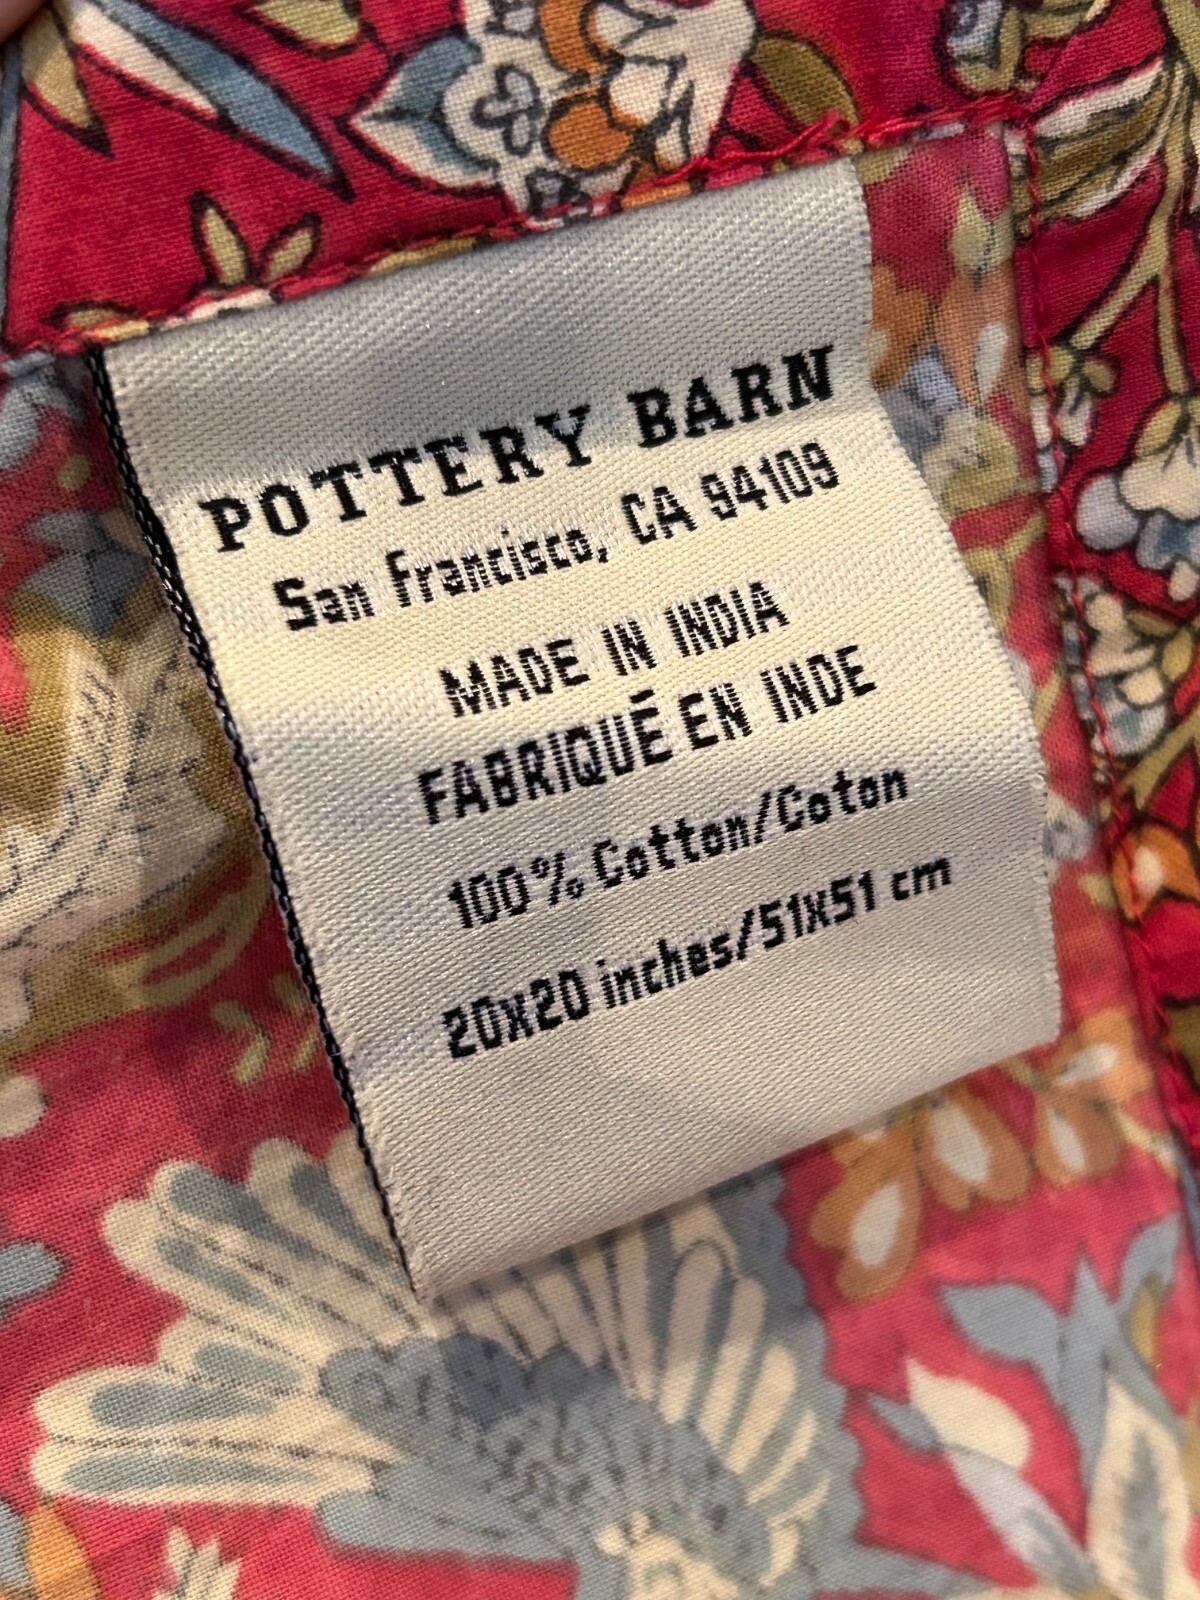 POTTERY BARN
San Francisco, CA 94109
MADE IN INDIA
FABRIQUÉ EN INDE
100% Cotton/Coton
20x20 inches/51x51 cm